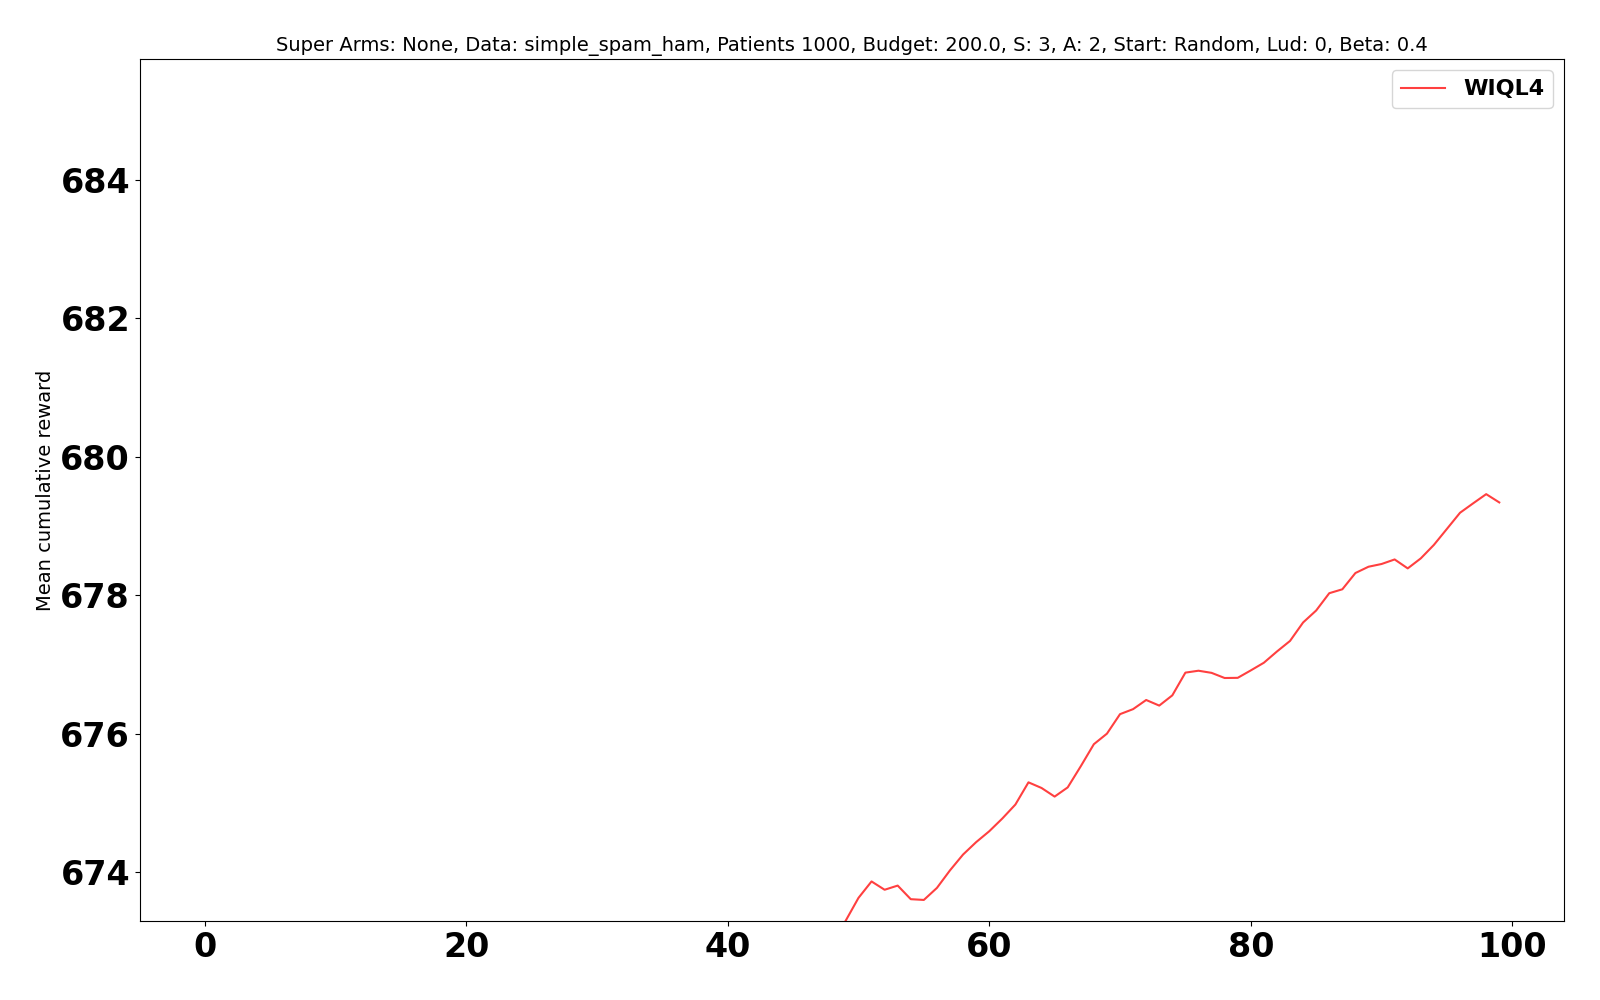 Super Arms: None, Data: simple_spam_ham, Patients 1000, Budget: 200.0, S: 3, A: 2, Start: Random, Lud: 0, Beta: 0.4
WIQL4
684
682
680
678
676
674
Mean cumulative reward
0 20 40 60 80 100